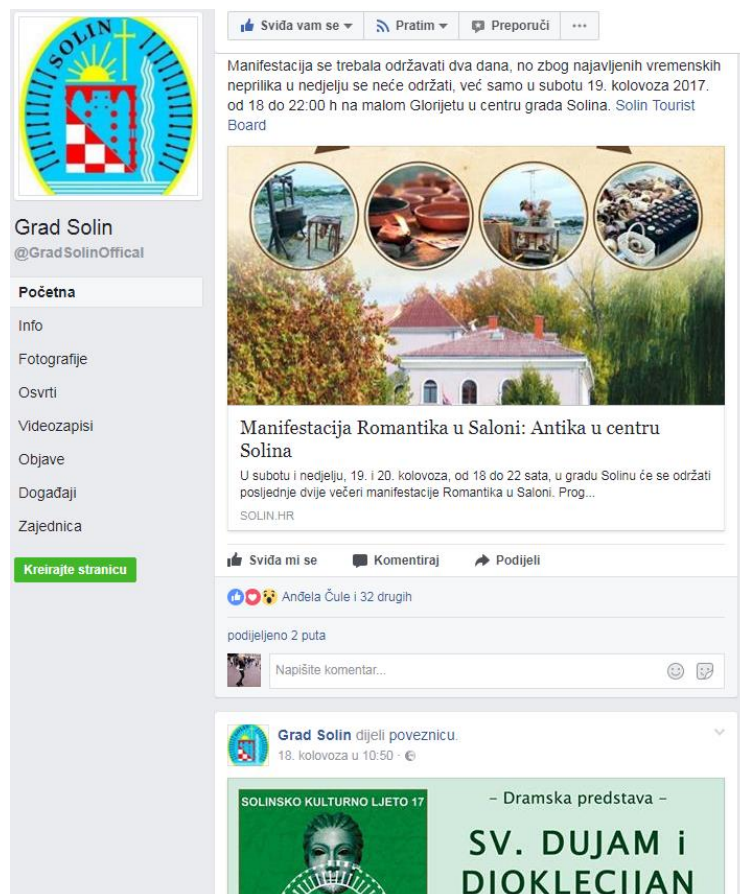 SOLIN
Grad Solin
@GradSolinOffical
Početna
Info
Fotografije
Osvrti
Videozapisi
Objave
Događaji
Zajednica
Kreirajte stranicu
Sviđa vam se
Pratim
Preporuči
Manifestacija se trebala održavati dva dana, no zbog najavljenih vremenskih
neprilika u nedjelju se neće održati, već samo u subotu 19. kolovoza 2017.
od 18 do 22:00 h na malom Glorijetu u centru grada Solina. Solin Tourist
Board
Manifestacija Romantika u Saloni: Antika u centru
Solina
U subotu i nedjelju, 19. i 20. kolovoza, od 18 do 22 sata, u gradu Solinu će se održati
posljednje dvije večeri manifestacije Romantika u Saloni. Prog...
SOLIN.HR
Sviđa mi se Komentiraj Podijeli
Anđela Čule i 32 drugih
podijeljeno 2 puta
Napišite komentar...
Grad Solin dijeli poveznicu.
18. kolovoza u 10:50 ·
SOLINSKO KULTURNO LJETO 17
– Dramska predstava –
SV. DUJAM i
DIOKLECIJAN